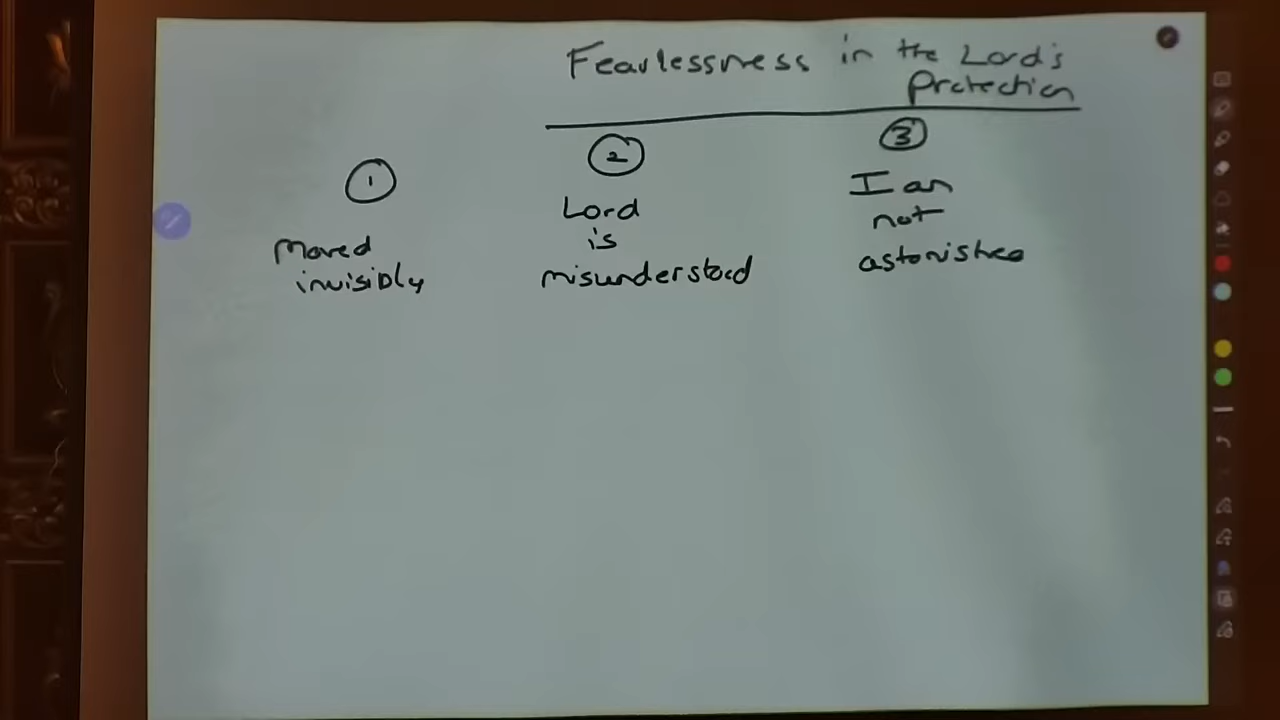 Fearlessness in the Lord's
Protection
1
Moved
invisibly
2
Lord
is
misunderstood
3
I am
not
astonished